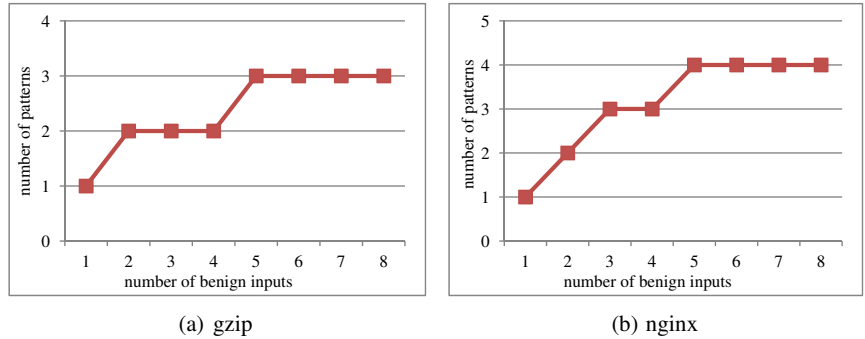 4
3
2
1
0
number of patterns
1 2 3 4 5 6 7 8
number of benign inputs
(a) gzip
5
4
3
2
1
0
number of patterns
1 2 3 4 5 6 7 8
number of benign inputs
(b) nginx